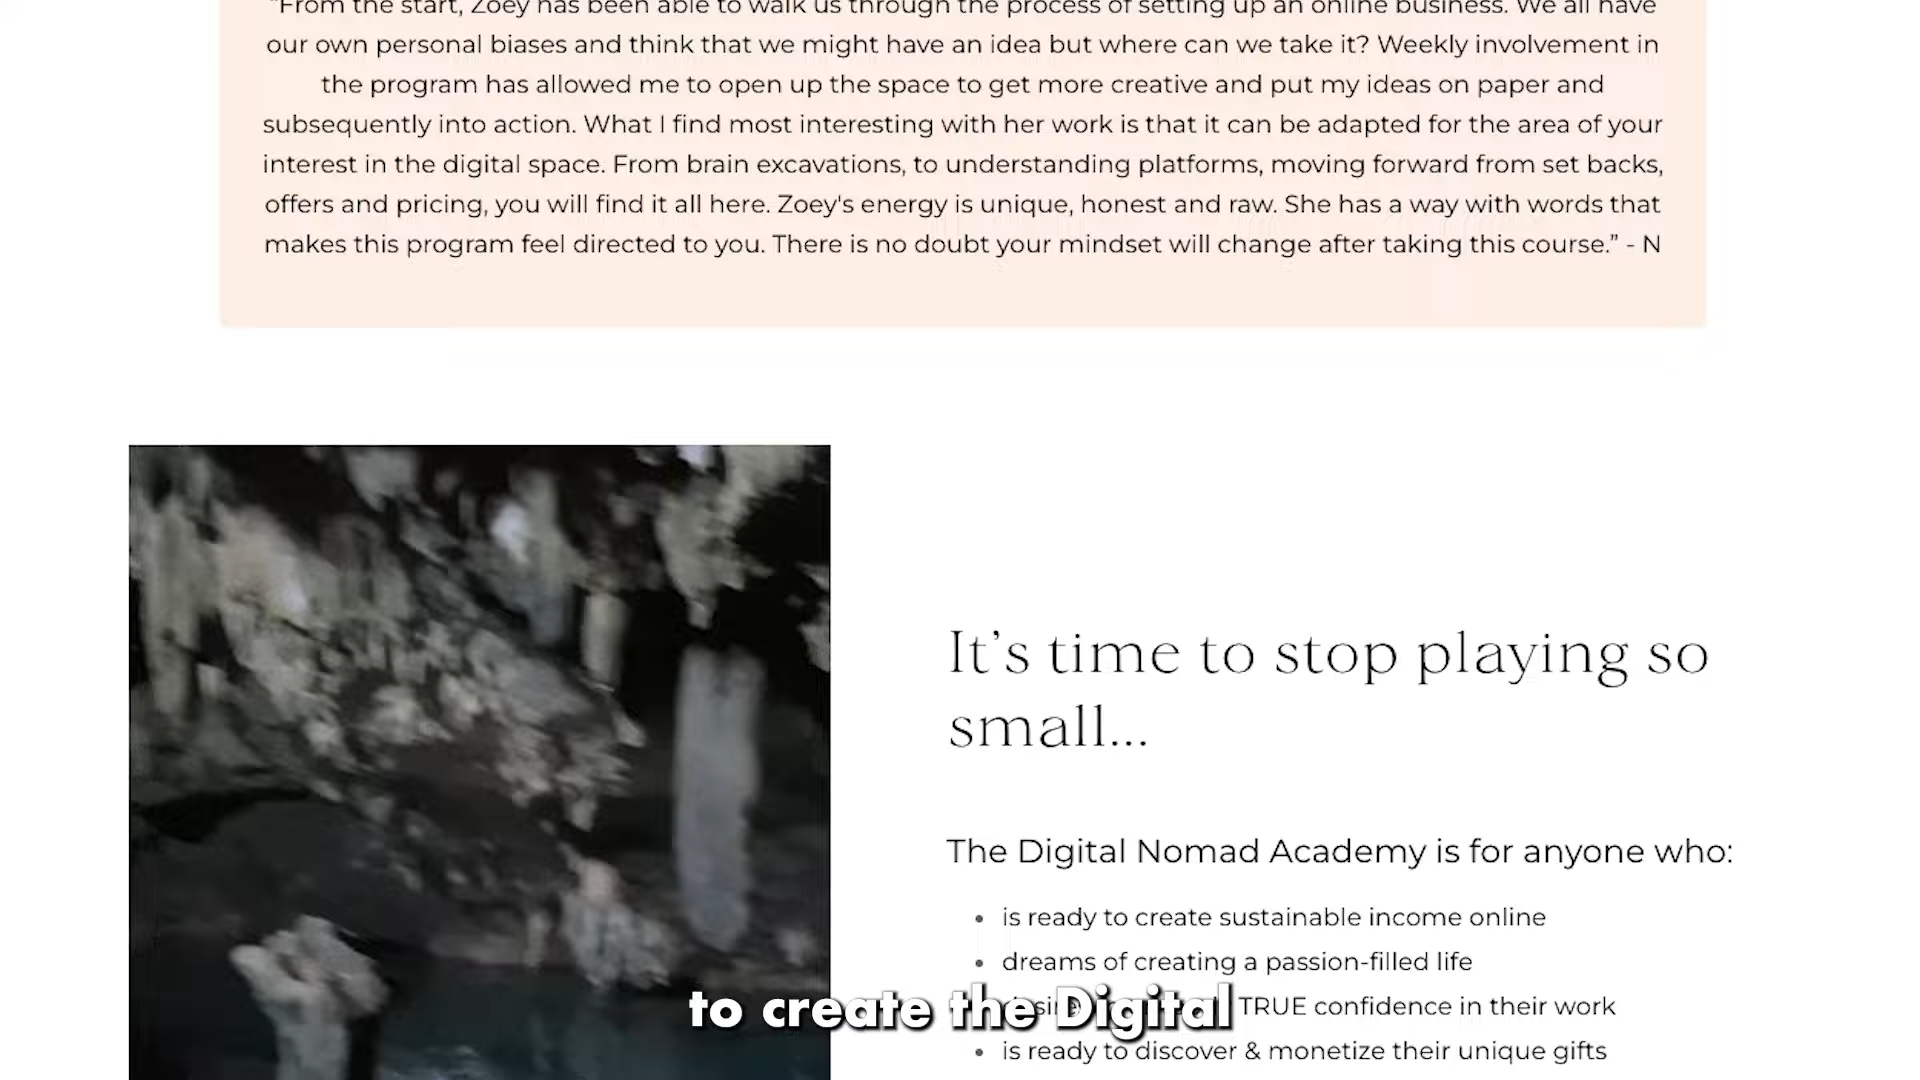 “From the start, Zoey has been able to walk us through the process of setting up an online business. We all have
our own personal biases and think that we might have an idea but where can we take it? Weekly involvement in
the program has allowed me to open up the space to get more creative and put my ideas on paper and
subsequently into action. What I find most interesting with her work is that it can be adapted for the area of your
interest in the digital space. From brain excavations, to understanding platforms, moving forward from set backs,
offers and pricing, you will find it all here. Zoey's energy is unique, honest and raw. She has a way with words that
makes this program feel directed to you. There is no doubt your mindset will change after taking this course.” - N
It’s time to stop playing so
small...
The Digital Nomad Academy is for anyone who:
• is ready to create sustainable income online
• dreams of creating a passion-filled life
TRUE confidence in their work
• is ready to discover & monetize their unique gifts
to create the Digital